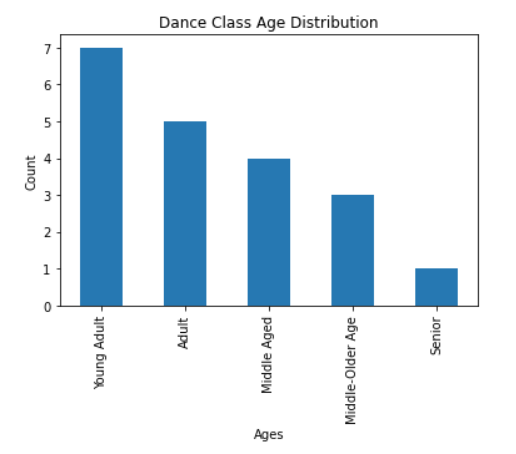 Dance Class Age Distribution
7
6
5
4
3
2
1
0
Count
Young Adult
Adult
Middle Aged
Middle-Older Age
Senior
Ages